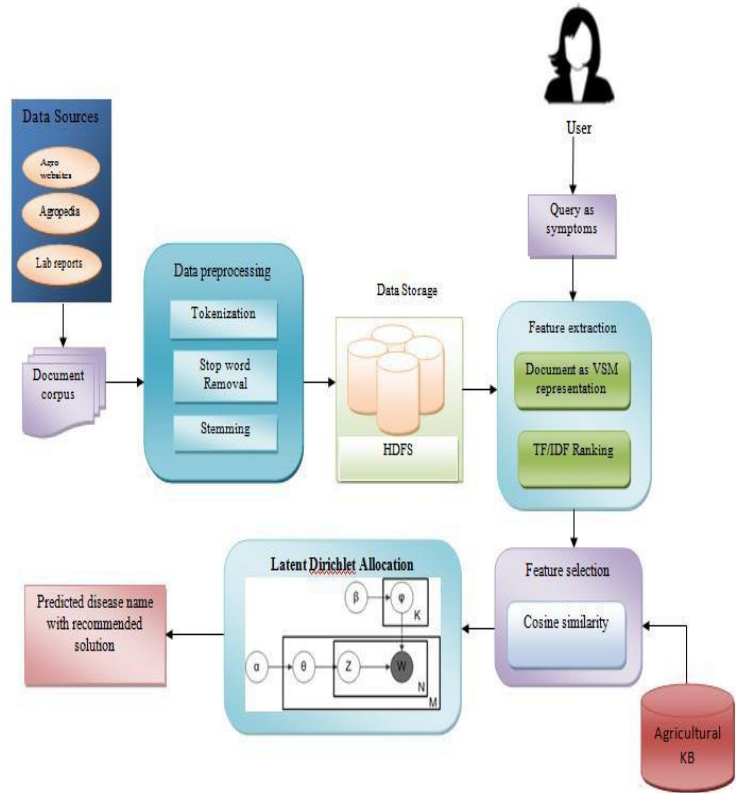 Data Sources
Agro
websites
Agropedia
Lab reports
Document
corpus
Data preprocessing
Tokenization
Stop word
Removal
Stemming
Data Storage
HDFS
User
Query as
symptoms
Feature extraction
Document as VSM
representation
TF/IDF Ranking
Feature selection
Cosine similarity
Agricultural
KB
Latent Dirichlet Allocation
β
φ
K
α
θ
Z
W
N
M
Predicted disease name
with recommended
solution